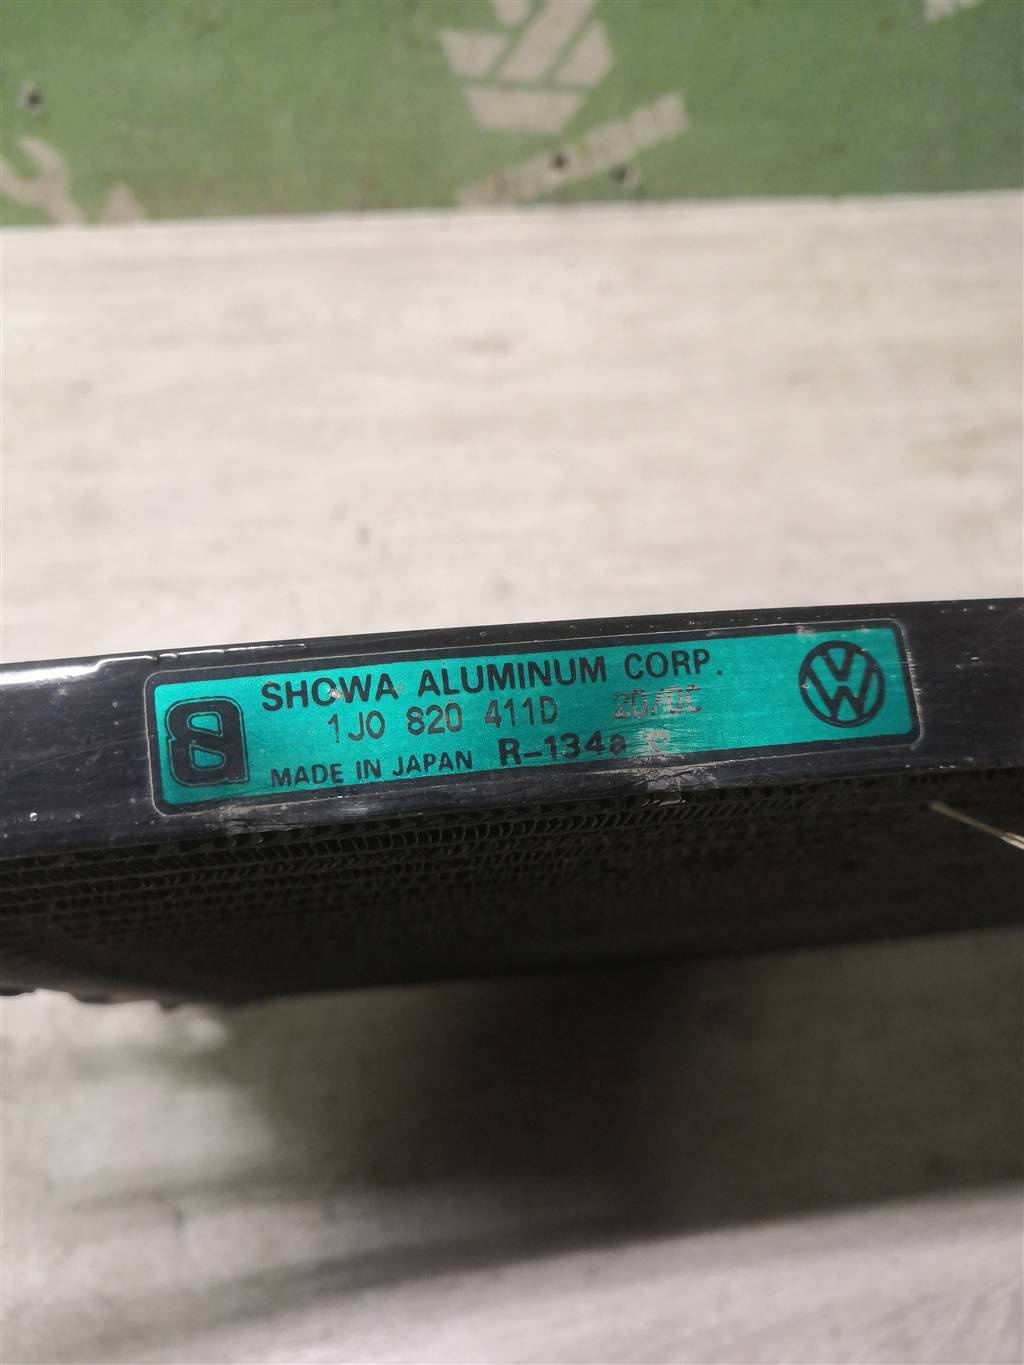 SHOWA ALUMINUM CORP.
1J0 820 411D
MADE IN JAPAN R-134a